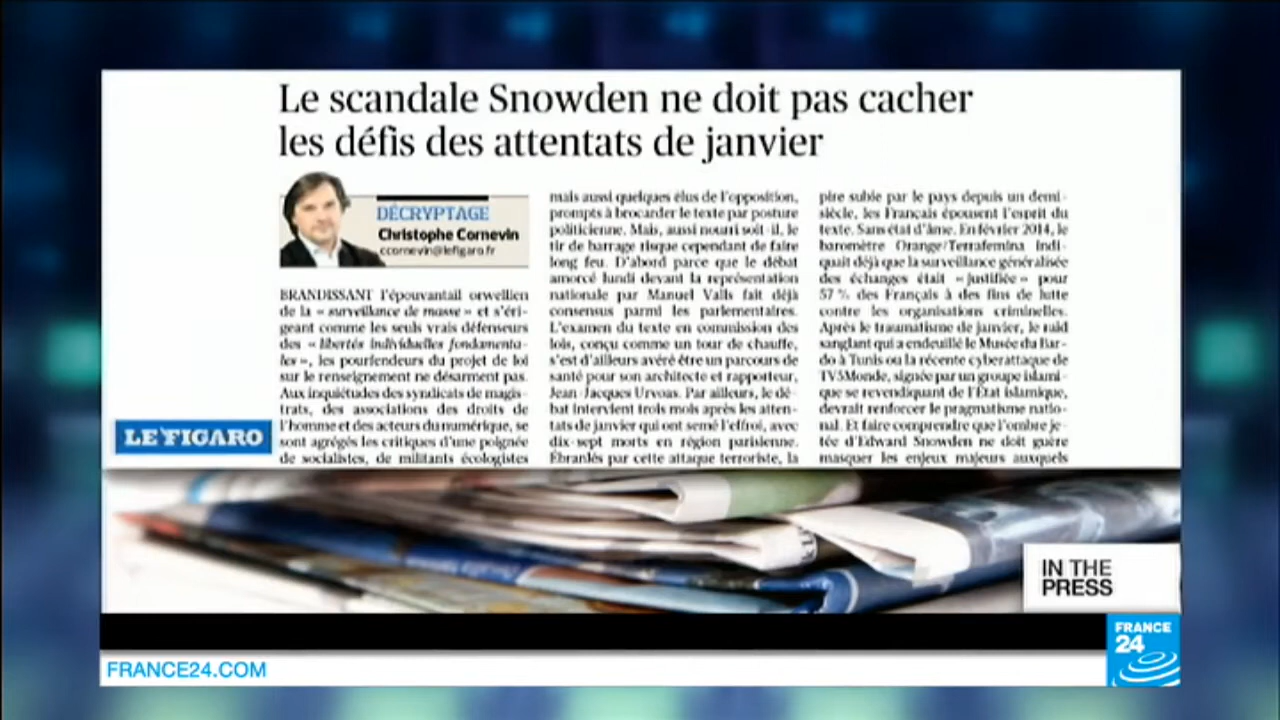 Le scandale Snowden ne doit pas cacher
les défis des attentats de janvier
DÉCRYPTAGE
Christophe Cornevin
ccornevin@lefigaro.fr
BRANDISSANT l'épouvantail orwellien
de la « surveillance de masse » et s'éri-
geant comme les seuls vrais défenseurs
des « libertés individuelles fondamenta-
les », les pourfendeurs du projet de loi
sur le renseignement ne désarment pas.
Aux inquiétudes des syndicats de magis-
trats, des associations des droits de
l'homme et des acteurs du numérique, se
sont agrégés les critiques d'une poignée
de socialistes, de militants écologistes
mais aussi quelques élus de l'opposition,
prompts à brocarder le texte par posture
politicienne. Mais, aussi nourri soit-il, le
tir de barrage risque cependant de faire
long feu. D'abord parce que le débat
amorcé lundi devant la représentation
nationale par Manuel Valls fait déjà
consensus parmi les parlementaires.
L'examen du texte en commission des
lois, conçu comme un tour de chauffe,
s'est d'ailleurs avéré être un parcours de
santé pour son architecte et rapporteur,
Jean-Jacques Urvoas. Par ailleurs, le dé-
bat intervient trois mois après les atten-
tats de janvier qui ont semé l'effroi, avec
dix-sept morts en région parisienne.
Ébranlés par cette attaque terroriste, la
pire subie par le pays depuis un demi-
siècle, les Français épousent l'esprit du
texte. Sans état d'âme. En février 2014, le
baromètre Orange/Terrafemina indi-
quait déjà que la surveillance généralisée
des échanges était « justifiée » pour
57 % des Français à des fins de lutte
contre les organisations criminelles.
Après le traumatisme de janvier, le raid
sanglant qui a endeuillé le Musée du Bar-
do à Tunis ou la récente cyberattaque de
TV5Monde, signée par un groupe islami-
que se revendiquant de l'État islamique,
devrait renforcer le pragmatisme natio-
nal. Et faire comprendre que l'ombre je-
tée d'Edward Snowden ne doit guère
masquer les enjeux majeurs auxquels
LE FIGARO
IN THE
PRESS
FRANCE
24
FRANCE24.COM